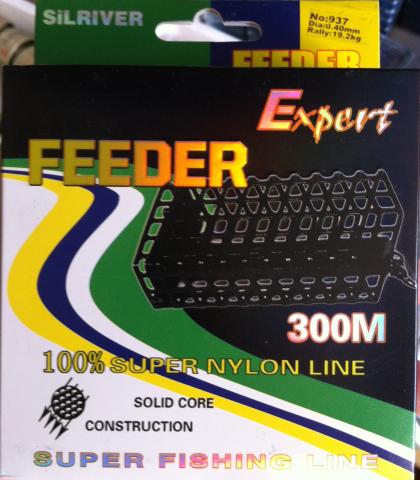 SiLRIVER
No:937
Dia:0.40mm
Rally:19.2kg
FEEDER
Expert
FEEDER
300M
100% SUPER NYLON LINE
SOLID CORE
CONSTRUCTION
SUPER FISHING LINE